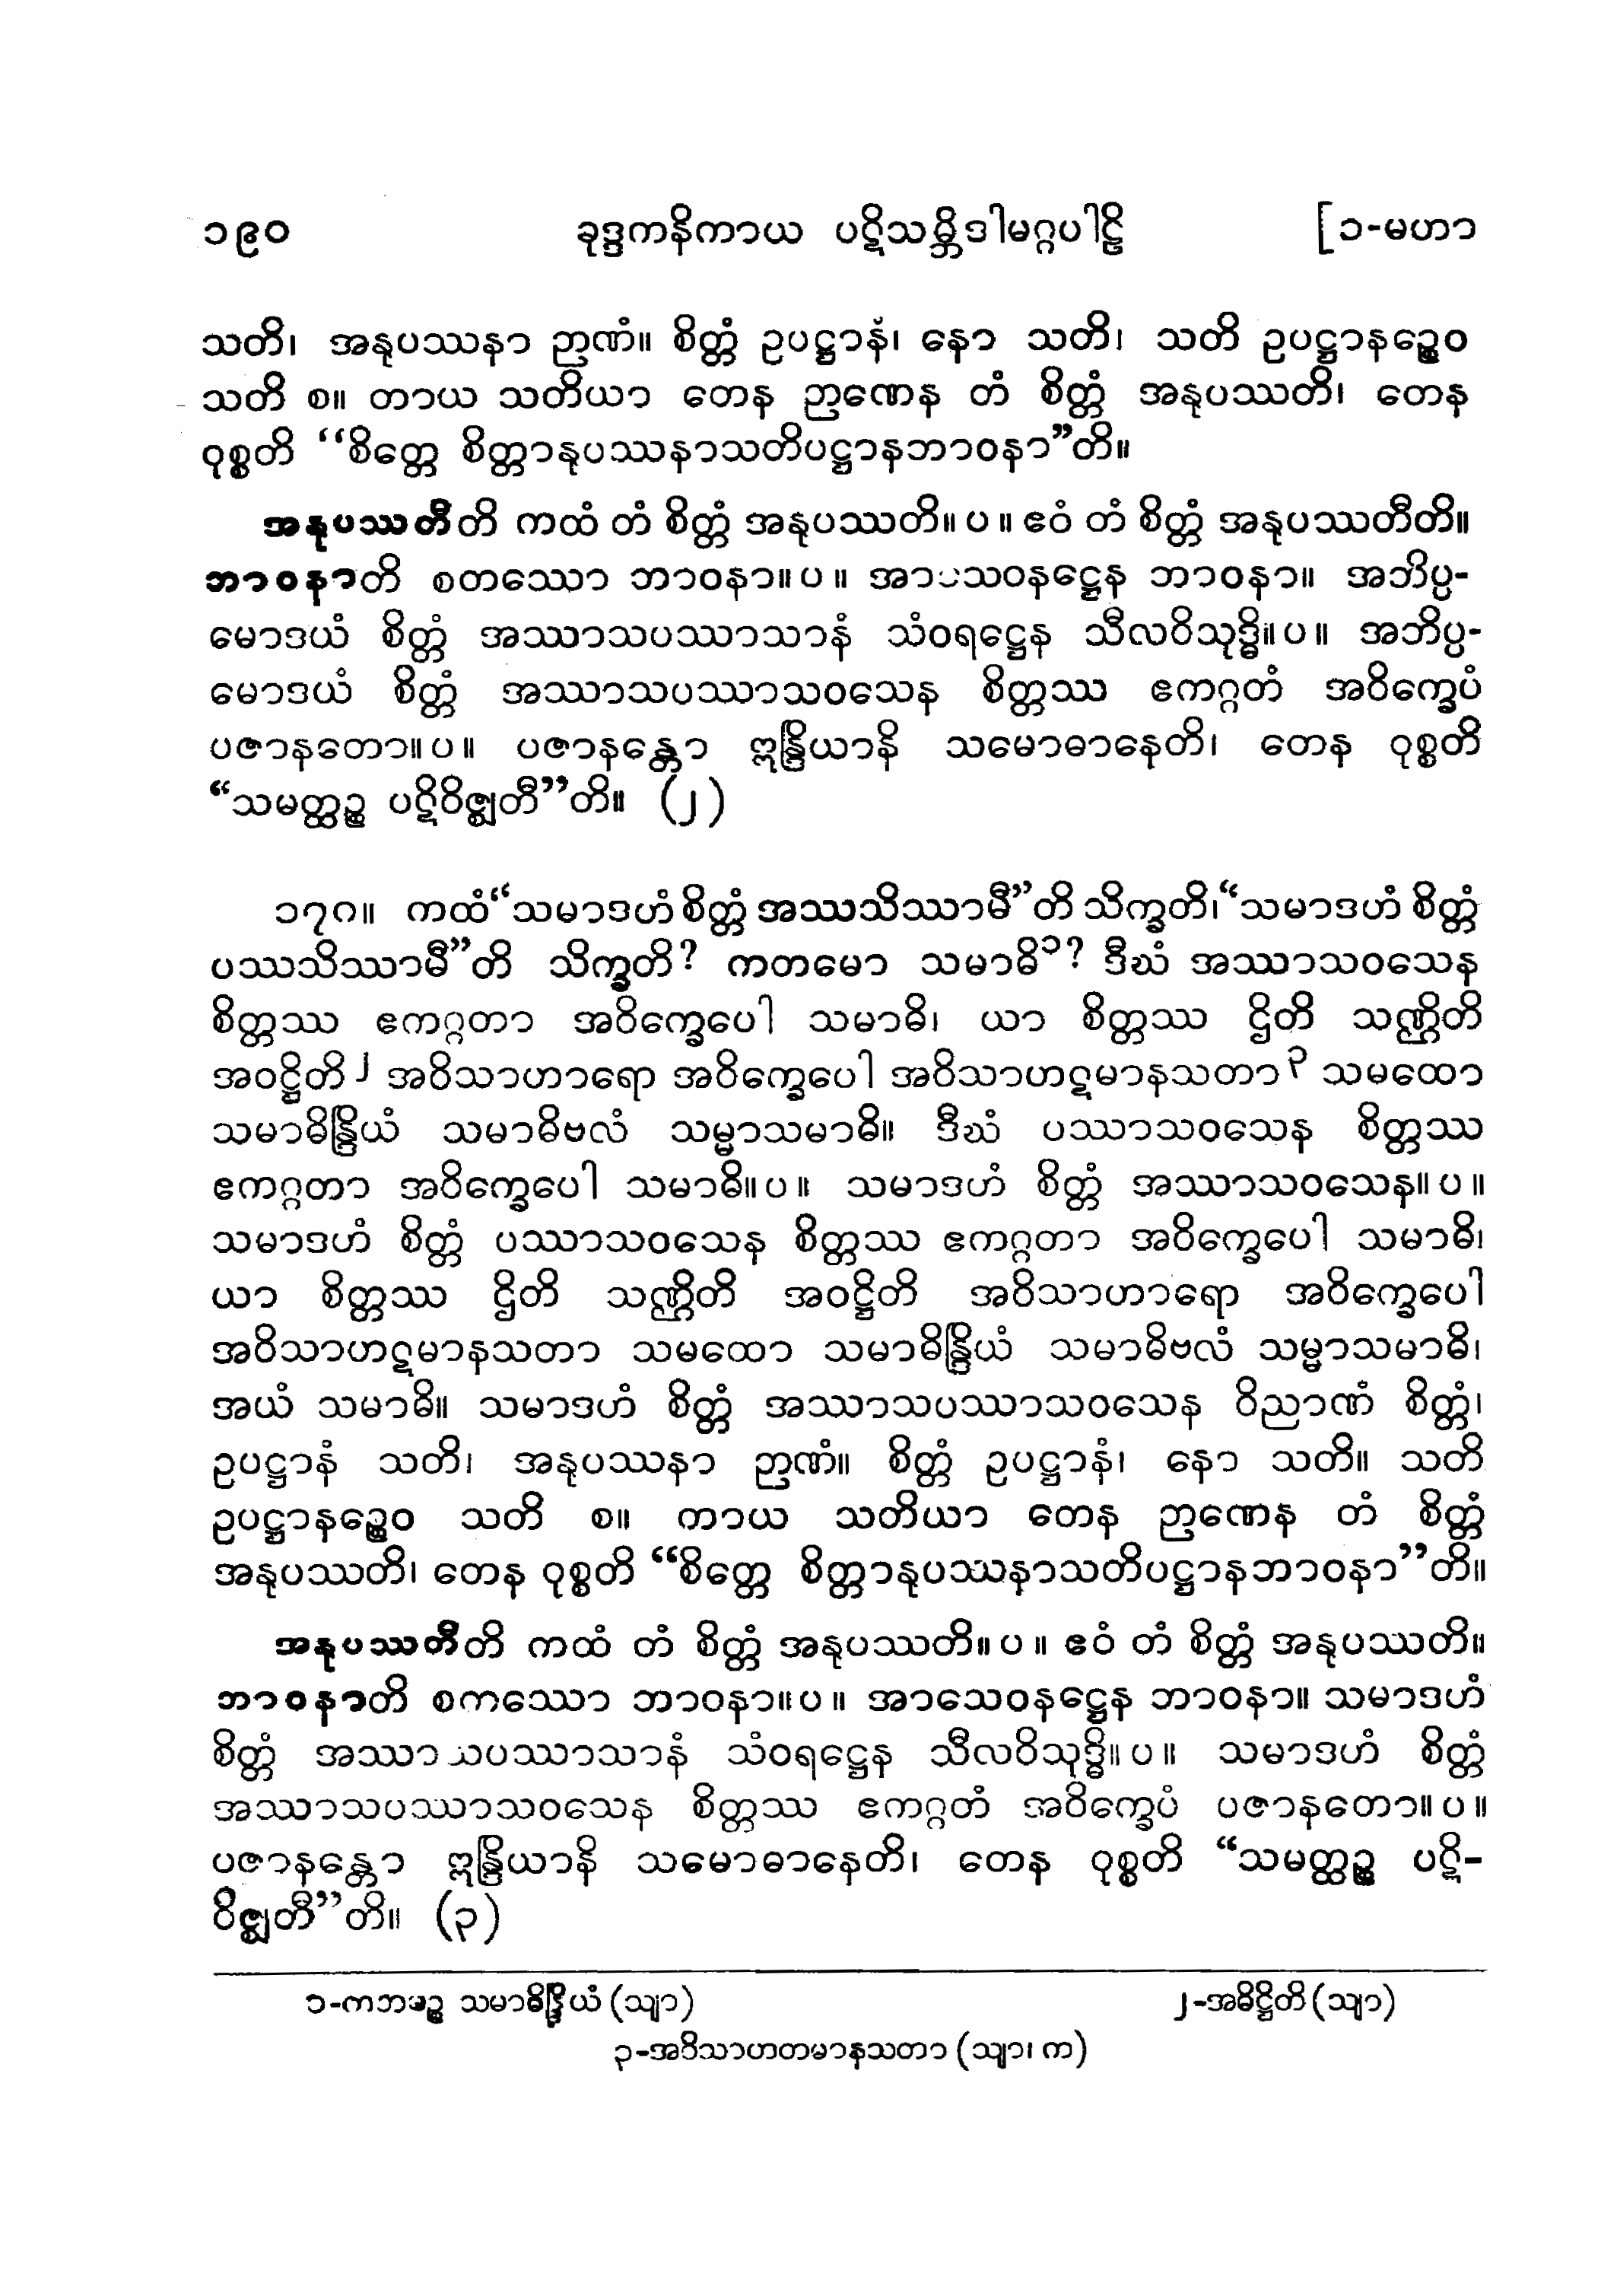 ၁၉၀ ခုဒ္ဒကနိကာယ ပဋိသမ္ဘိဒါမဂ္ဂပါဠိ [၁-မဟာ
သတိ၊ အနုပဿနာ ဉာဏံ။ စိတ္တံ ဥပဋ္ဌာနံ၊ နော သတိ၊ သတိ ဥပဋ္ဌာနဉ္စေဝ
သတိ စ။ တာယ သတိယာ တေန ဉာဏေန တံ စိတ္တံ အနုပဿတိ၊ တေန
ဝုစ္စတိ ‘‘စိတ္တေ စိတ္တာနုပဿနာသတိပဋ္ဌာနဘာဝနာ’’တိ။
အနုပဿတီတိ ကထံ တံ စိတ္တံ အနုပဿတိ။ ပ ။ ဧဝံ တံ စိတ္တံ အနုပဿတီတိ။
ဘာဝနာတိ စတဿော ဘာဝနာ။ ပ ။ အာသေဝနဋ္ဌေန ဘာဝနာ။ အဘိပ္ပ-
မောဒယံ စိတ္တံ အဿာသပဿာသာနံ သံဝရဋ္ဌေန သီလဝိသုဒ္ဓိ။ ပ ။ အဘိပ္ပ-
မောဒယံ စိတ္တံ အဿာသပဿာသဝသေန စိတ္တဿ ဧကဂ္ဂတံ အဝိက္ခေပံ
ပဇာနတော။ ပ ။ ပဇာနန္တော ဣန္ဒြိယာနိ သမောဓာနေတိ၊ တေန ဝုစ္စတိ
‘‘သမတ္ထဉ္စ ပဋိဝိဇ္ဈတီ’’တိ။ (၂)
၁၇၈။ ကထံ ‘‘သမာဒဟံ စိတ္တံ အဿသိဿာမီ’’တိ သိက္ခတိ၊ ‘‘သမာဒဟံ စိတ္တံ
ပဿသိဿာမီ’’တိ သိက္ခတိ? ကတမော သမာဓိ၁? ဒီဃံ အဿာသဝသေန
စိတ္တဿ ဧကဂ္ဂတာ အဝိက္ခေပေါ သမာဓိ၊ ယာ စိတ္တဿ ဌိတိ သဏ္ဌိတိ
အဝဋ္ဌိတိ၂ အဝိသာဟာရော အဝိက္ခေပေါ အဝိသာဟဋမာနသတာ၃ သမထော
သမာဓိန္ဒြိယံ သမာဓိဗလံ သမ္မာသမာဓိ။ ဒီဃံ ပဿာသဝသေန စိတ္တဿ
ဧကဂ္ဂတာ အဝိက္ခေပေါ သမာဓိ။ ပ ။ သမာဒဟံ စိတ္တံ အဿာသဝသေန။ ပ ။
သမာဒဟံ စိတ္တံ ပဿာသဝသေန စိတ္တဿ ဧကဂ္ဂတာ အဝိက္ခေပေါ သမာဓိ၊
ယာ စိတ္တဿ ဌိတိ သဏ္ဌိတိ အဝဋ္ဌိတိ အဝိသာဟာရော အဝိက္ခေပေါ
အဝိသာဟဋမာနသတာ သမထော သမာဓိန္ဒြိယံ သမာဓိဗလံ သမ္မာသမာဓိ၊
အယံ သမာဓိ။ သမာဒဟံ စိတ္တံ အဿာသပဿာသဝသေန ဝိညာဏံ စိတ္တံ၊
ဥပဋ္ဌာနံ သတိ၊ အနုပဿနာ ဉာဏံ။ စိတ္တံ ဥပဋ္ဌာနံ၊ နော သတိ။ သတိ
ဥပဋ္ဌာနဉ္စေဝ သတိ စ။ တာယ သတိယာ တေန ဉာဏေန တံ စိတ္တံ
အနုပဿတိ၊ တေန ဝုစ္စတိ ‘‘စိတ္တေ စိတ္တာနုပဿနာသတိပဋ္ဌာနဘာဝနာ’’တိ။
အနုပဿတီတိ ကထံ တံ စိတ္တံ အနုပဿတိ။ ပ ။ ဧဝံ တံ စိတ္တံ အနုပဿတိ။
ဘာဝနာတိ စတဿော ဘာဝနာ။ ပ ။ အာသေဝနဋ္ဌေန ဘာဝနာ။ သမာဒဟံ
စိတ္တံ အဿာသပဿာသာနံ သံဝရဋ္ဌေန သီလဝိသုဒ္ဓိ။ ပ ။ သမာဒဟံ စိတ္တံ
အဿာသပဿာသဝသေန စိတ္တဿ ဧကဂ္ဂတံ အဝိက္ခေပံ ပဇာနတော။ ပ ။
ပဇာနန္တော ဣန္ဒြိယာနိ သမောဓာနေတိ၊ တေန ဝုစ္စတိ ‘‘သမတ္ထဉ္စ ပဋိ-
ဝိဇ္ဈတီ’’တိ။ (၃)
၁-ကတမဉ္စ သမာဓိန္ဒြိယံ (သျာ) ၂-အဓိဋ္ဌိတိ (သျာ)
၃-အဝိသာဟတမာနသတာ (သျာ၊ က)